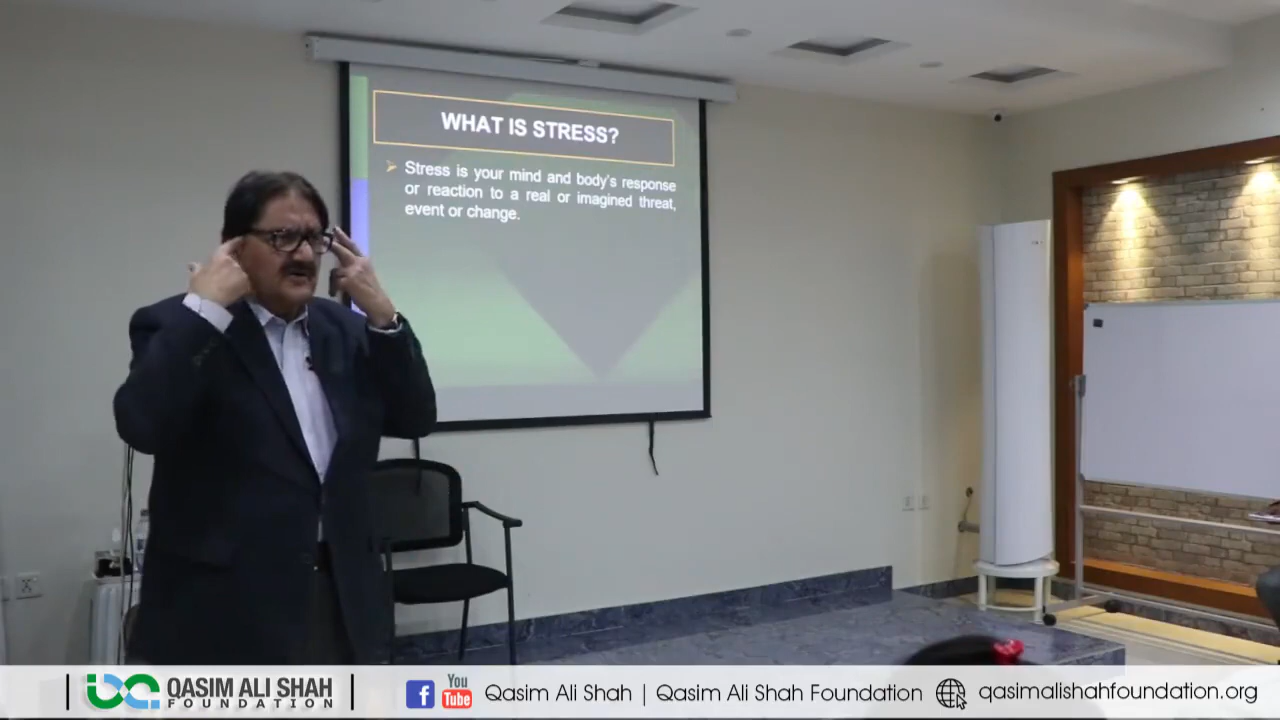 WHAT IS STRESS?
Stress is your mind and body's response
or reaction to a real or imagined threat,
event or change.
QASIM ALI SHAH
FOUNDATION
f
You
Tube
Qasim Ali Shah | Qasim Ali Shah Foundation
qasimalishahfoundation.org